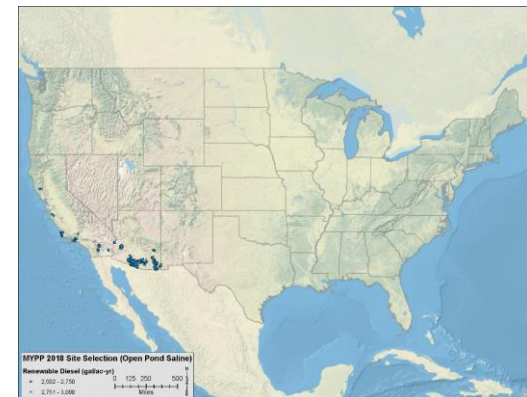 MYPP 2018 Site Selection (Open Pond Saline)
Renewable Diesel (gal/ac-yr)
2,502 - 2,750
2,751 - 3,000
0 125 250 500
Miles
N